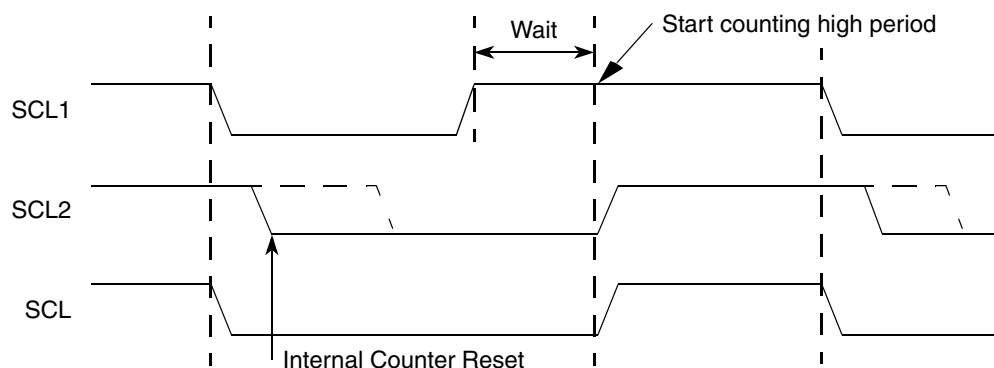 Wait
Start counting high period
SCL1
SCL2
SCL
Internal Counter Reset